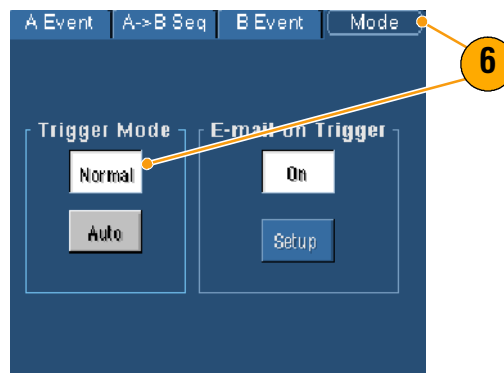 A Event A->B Seq B Event Mode
6
Trigger Mode E-mail on Trigger
Normal On
Auto Setup